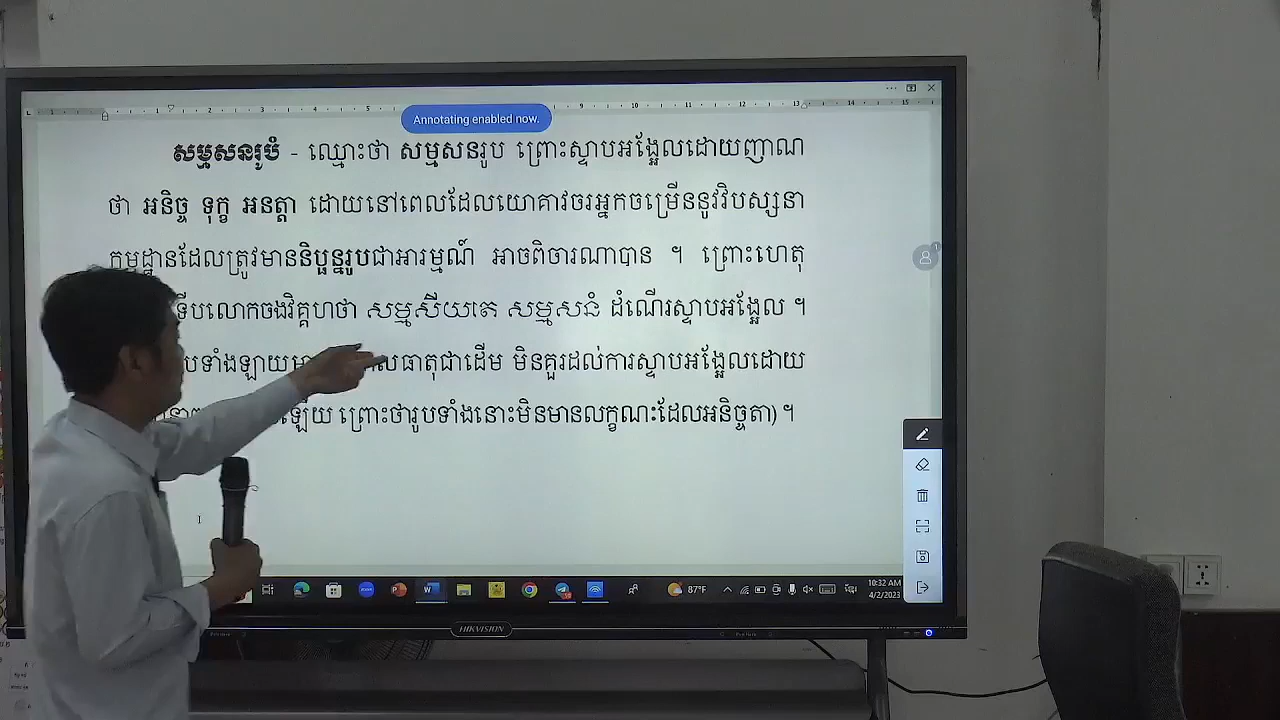 Annotating enabled now.
សម្មសនរូបំ - ឈ្មោះថា សម្មសនរូប ព្រោះស្ទាបអង្អែលដោយញាណ
ថា អនិច្ច ទុក្ខ អនត្តា ដោយនៅពេលដែលយោគាវចរអ្នកចម្រើននូវវិបស្សនា
កម្មដ្ឋានដែលត្រូវមាននិប្ផន្នរូបជាអារម្មណ៍ អាចពិចារណាបាន ។ ព្រោះហេតុ
ទើបលោកចងវិគ្គហថា សម្មសីយតេ សម្មសនំ ដំណើរស្ទាបអង្អែល ។
បទាំងឡាយ ធាតុជាដើម មិនគួរដល់ការស្ទាបអង្អែលដោយ
ឡើយ ព្រោះថារូបទាំងនោះមិនមានលក្ខណៈដែលអនិច្ចតា) ។
87°F
10:32 AM
4/2/2023
HIKVISION